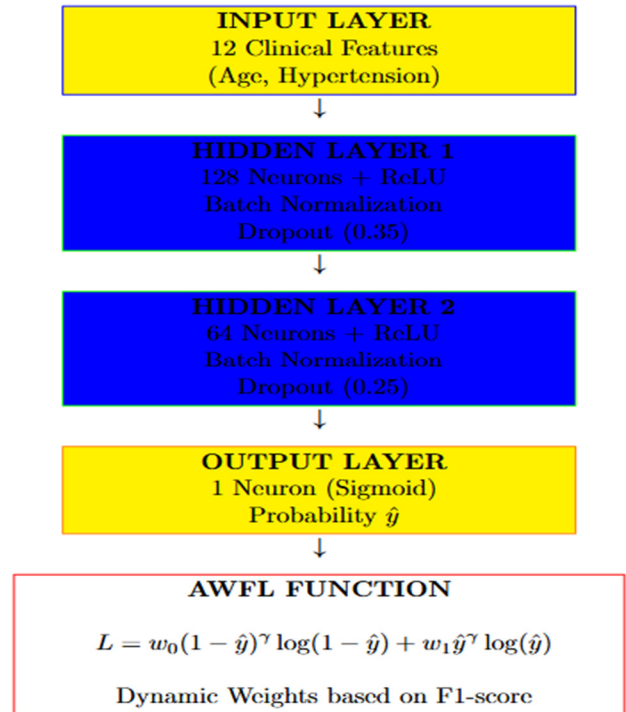 INPUT LAYER
12 Clinical Features
(Age, Hypertension)
↓
HIDDEN LAYER 1
128 Neurons + ReLU
Batch Normalization
Dropout (0.35)
↓
HIDDEN LAYER 2
64 Neurons + ReLU
Batch Normalization
Dropout (0.25)
↓
OUTPUT LAYER
1 Neuron (Sigmoid)
Probability ŷ
↓
AWFL FUNCTION
L = w₀(1 − ŷ)^γ log(1 − ŷ) + w₁ŷ^γ log(ŷ)
Dynamic Weights based on F1-score